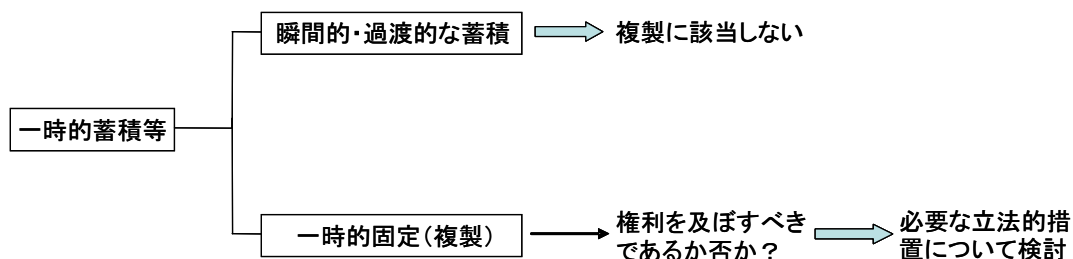 瞬間的・過渡的な蓄積
複製に該当しない
一時的蓄積等
一時的固定（複製）
権利を及ぼすべき
であるか否か？
必要な立法的措
置について検討